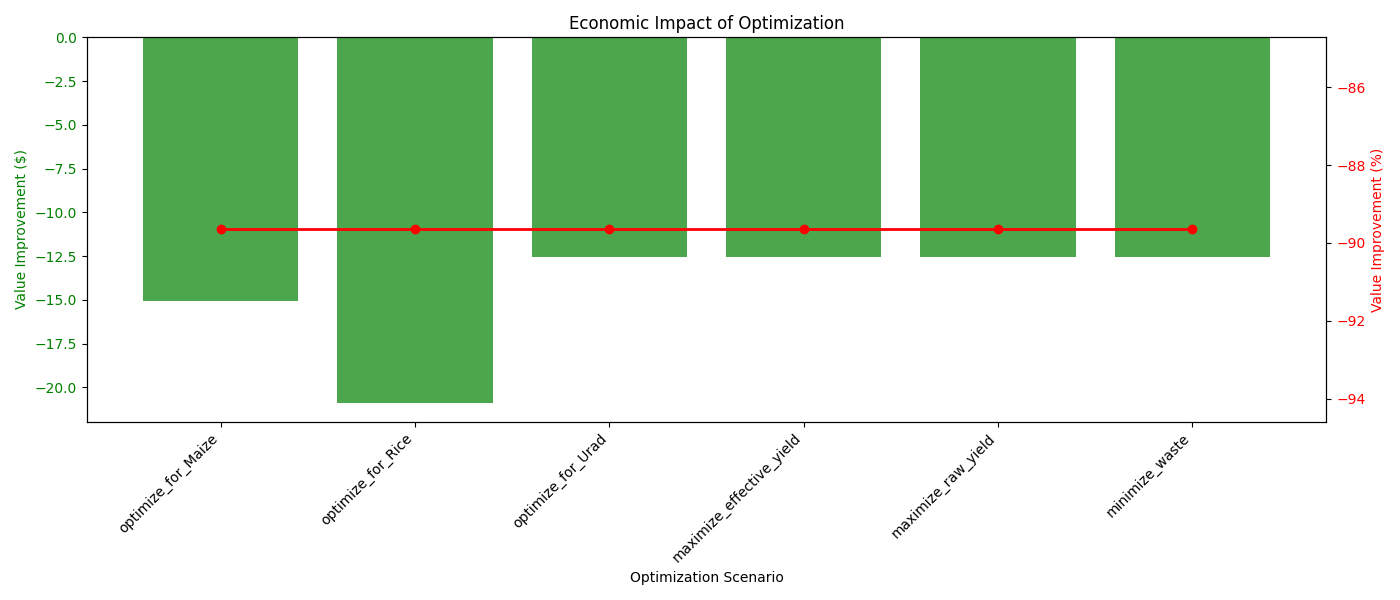 Economic Impact of Optimization
Value Improvement ($)
0.0
−2.5
−5.0
−7.5
−10.0
−12.5
−15.0
−17.5
−20.0
−86
−88
−90
−92
−94
Value Improvement (%)
optimize_for_Maize
optimize_for_Rice
optimize_for_Urad
maximize_effective_yield
maximize_raw_yield
minimize_waste
Optimization Scenario